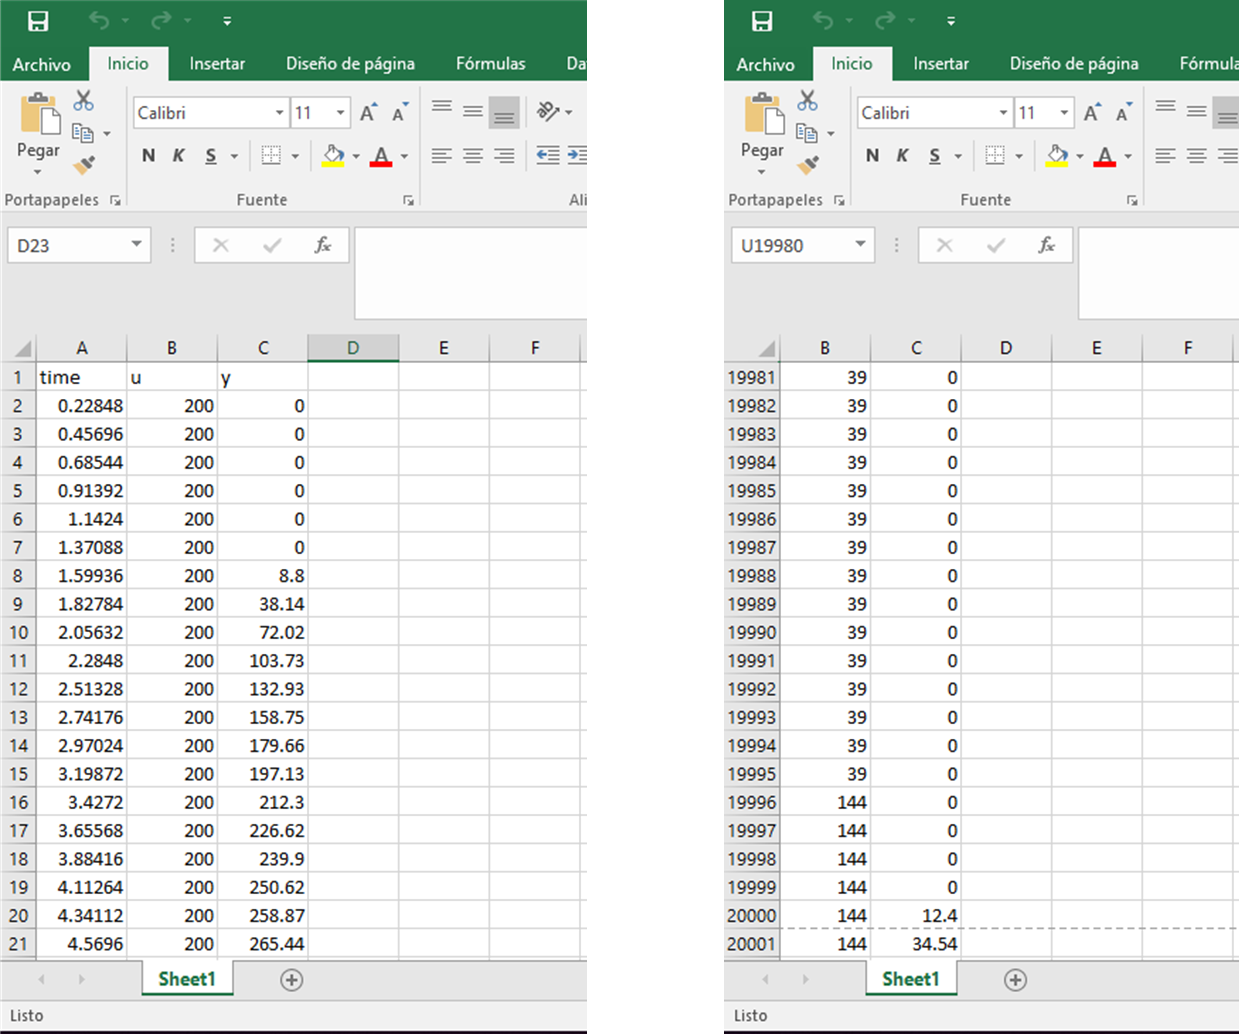 Archivo Inicio Insertar Diseño de página Fórmulas Da
Calibri 11 A A
Pegar N K S A
Portapapeles Fuente Ali
D23 fx
A B C D E F
1 time u y
2 0.22848 200 0
3 0.45696 200 0
4 0.68544 200 0
5 0.91392 200 0
6 1.1424 200 0
7 1.37088 200 0
8 1.59936 200 8.8
9 1.82784 200 38.14
10 2.05632 200 72.02
11 2.2848 200 103.73
12 2.51328 200 132.93
13 2.74176 200 158.75
14 2.97024 200 179.66
15 3.19872 200 197.13
16 3.4272 200 212.3
17 3.65568 200 226.62
18 3.88416 200 239.9
19 4.11264 200 250.62
20 4.34112 200 258.87
21 4.5696 200 265.44
Sheet1
Listo
Archivo Inicio Insertar Diseño de página Fórmula
Calibri 11 A A
Pegar N K S A
Portapapeles Fuente
U19980 fx
B C D E F
19981 39 0
19982 39 0
19983 39 0
19984 39 0
19985 39 0
19986 39 0
19987 39 0
19988 39 0
19989 39 0
19990 39 0
19991 39 0
19992 39 0
19993 39 0
19994 39 0
19995 39 0
19996 144 0
19997 144 0
19998 144 0
19999 144 0
20000 144 12.4
20001 144 34.54
Sheet1
Listo